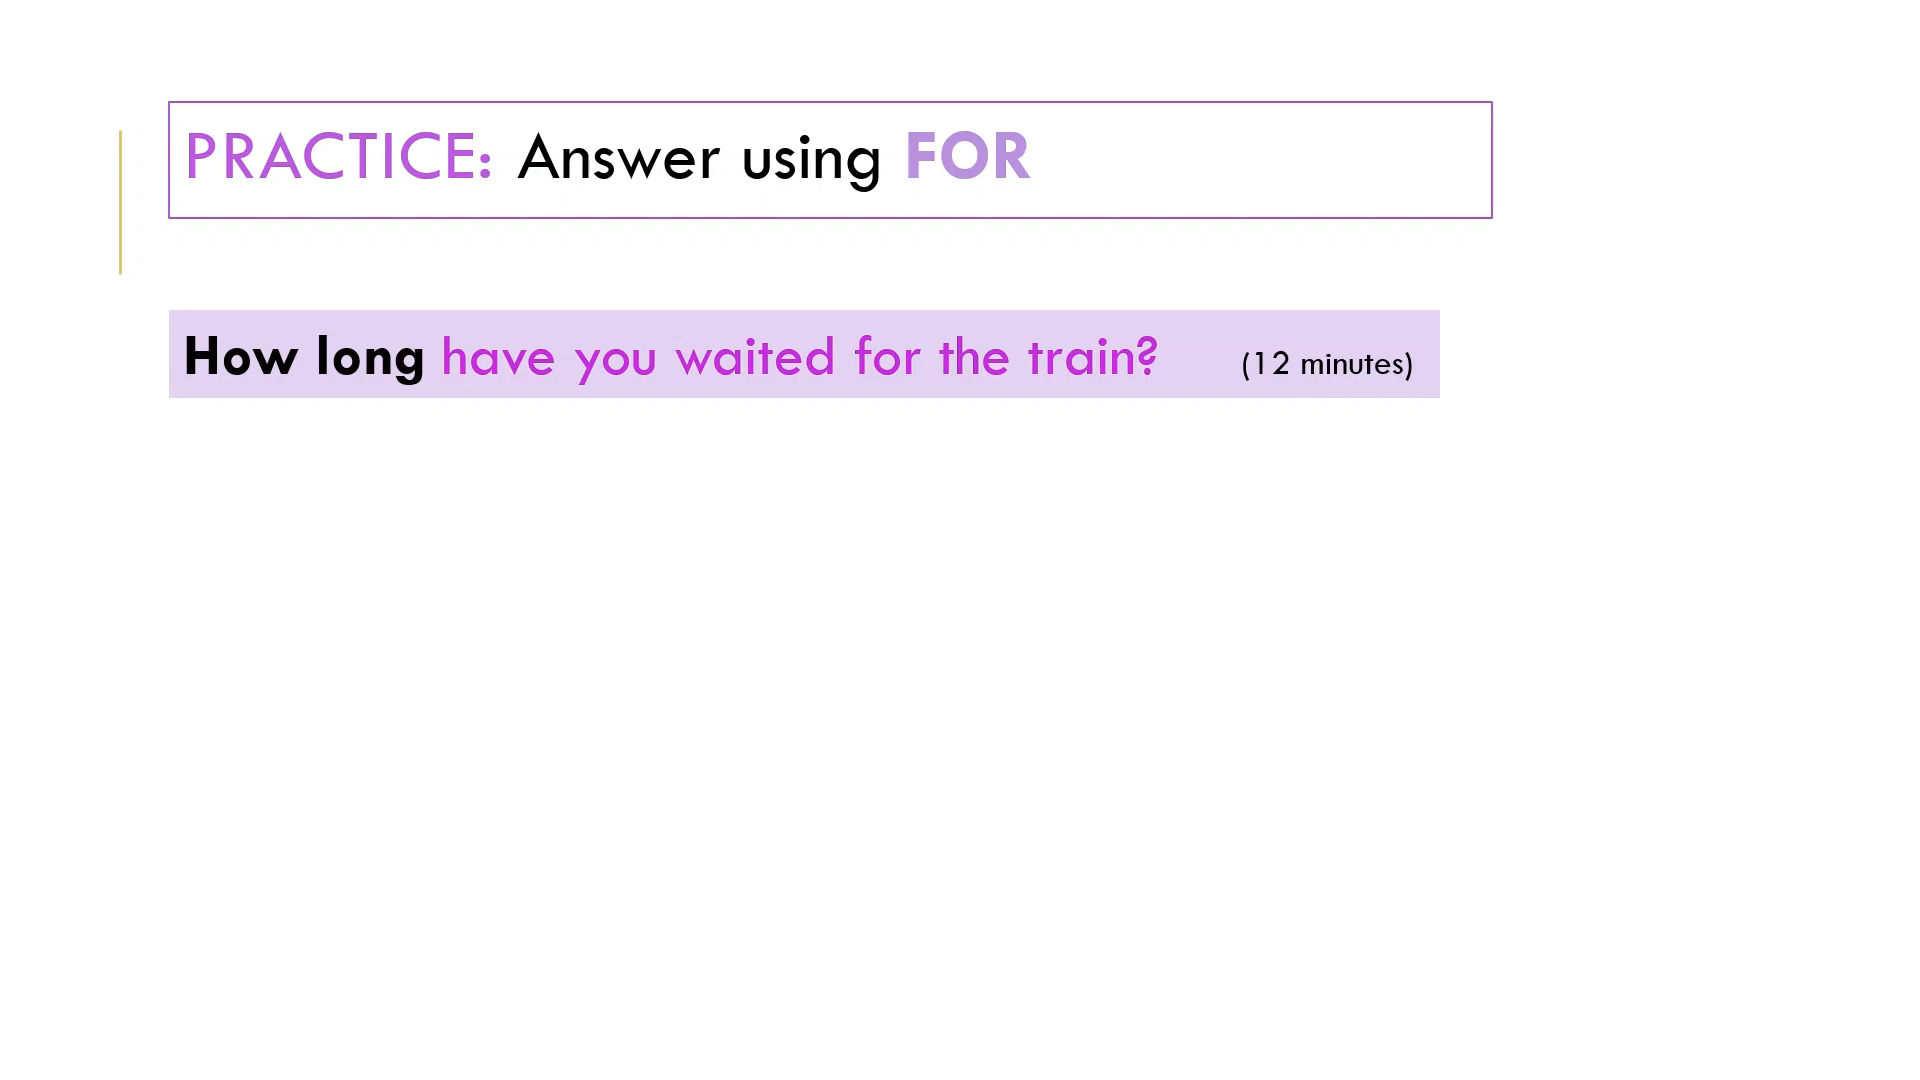 PRACTICE: Answer using FOR
How long have you waited for the train? (12 minutes)